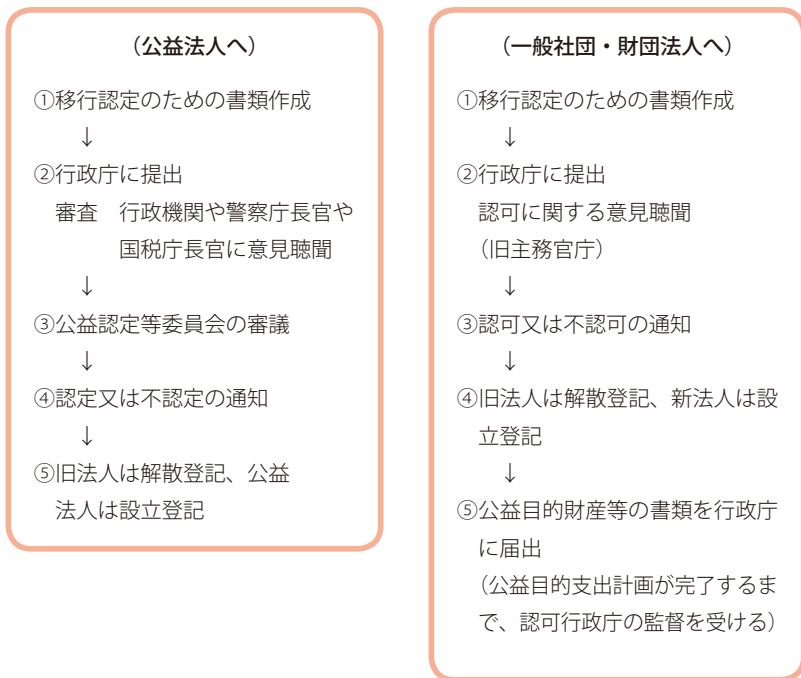 （公益法人へ）
①移行認定のための書類作成
↓
②行政庁に提出
審査　行政機関や警察庁長官や
国税庁長官に意見聴聞
↓
③公益認定等委員会の審議
↓
④認定又は不認定の通知
↓
⑤旧法人は解散登記、公益
法人は設立登記
（一般社団・財団法人へ）
①移行認定のための書類作成
↓
②行政庁に提出
認可に関する意見聴聞
（旧主務官庁）
↓
③認可又は不認可の通知
↓
④旧法人は解散登記、新法人は設
立登記
↓
⑤公益目的財産等の書類を行政庁
に届出
（公益目的支出計画が完了するま
で、認可行政庁の監督を受ける）